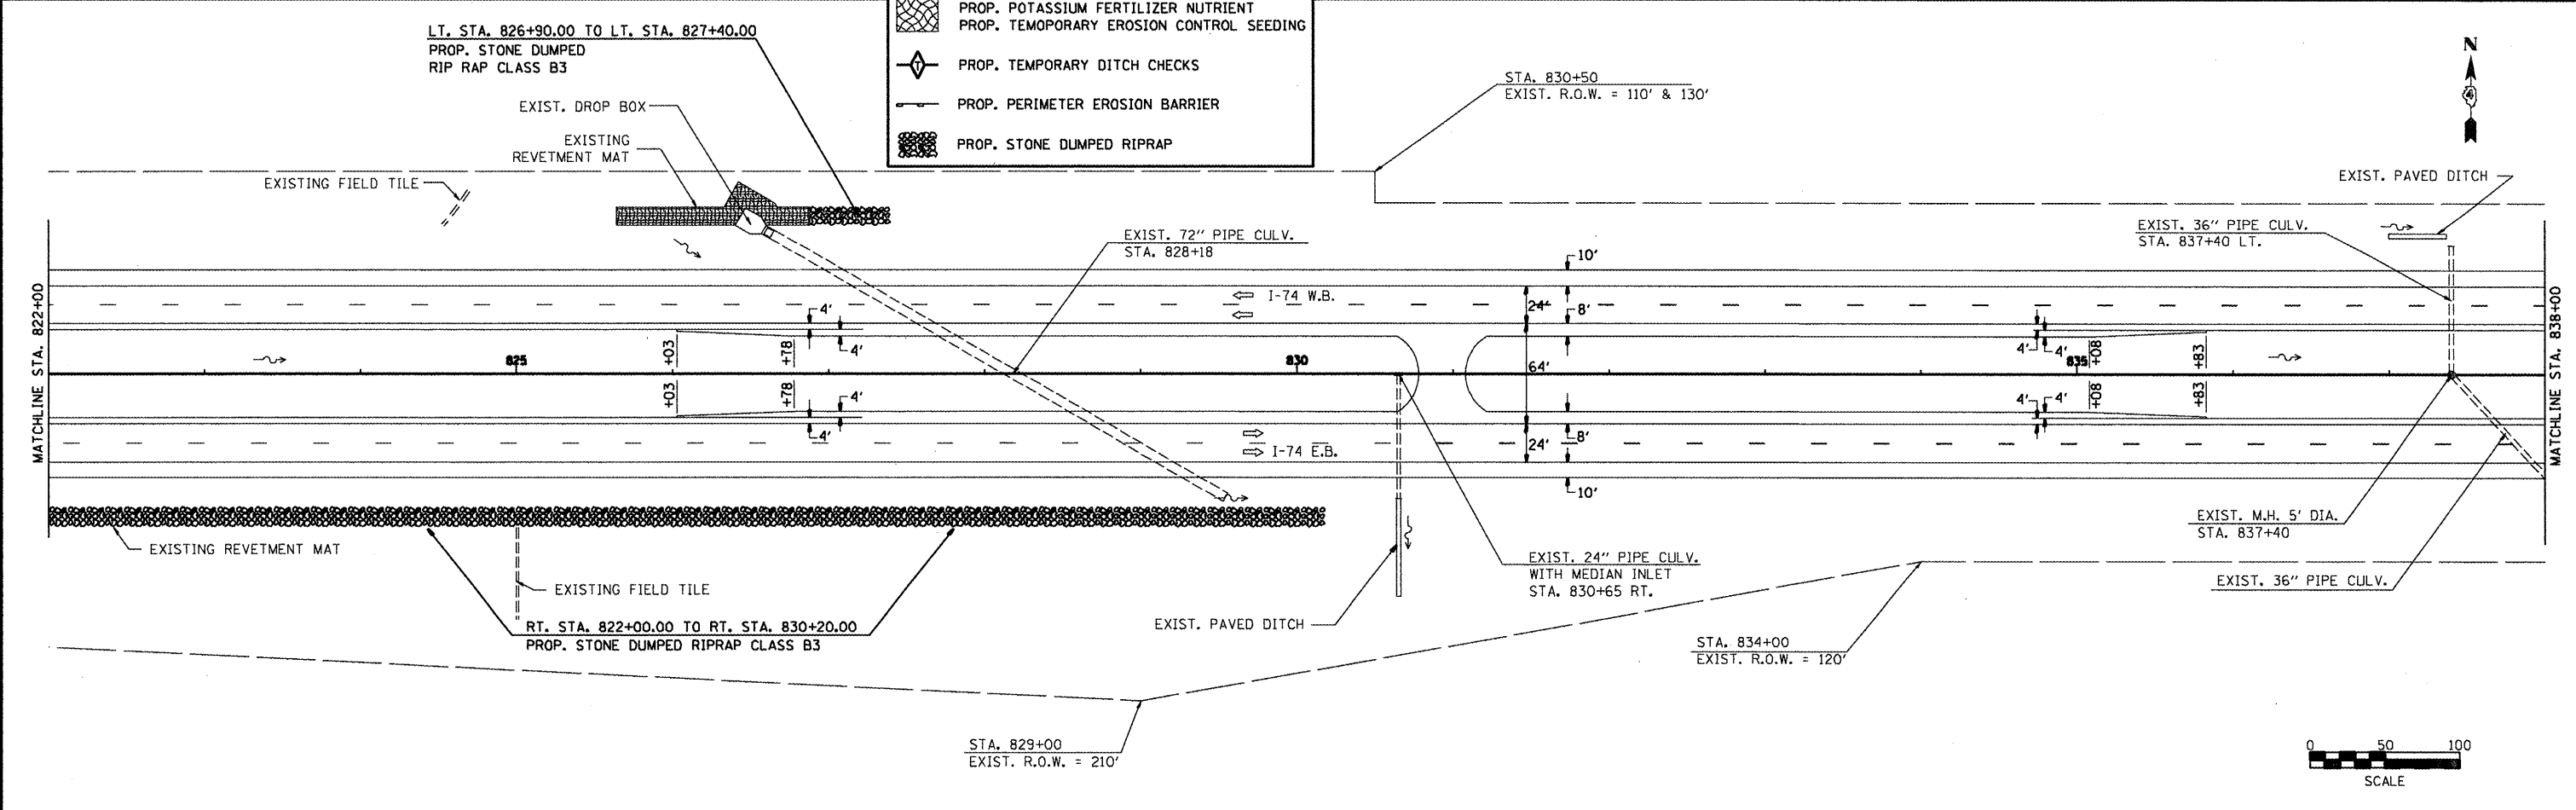 PROP. POTASSIUM FERTILIZER NUTRIENT
PROP. TEMOPORARY EROSION CONTROL SEEDING
T
PROP. TEMPORARY DITCH CHECKS
PROP. PERIMETER EROSION BARRIER
PROP. STONE DUMPED RIPRAP
LT. STA. 826+90.00 TO LT. STA. 827+40.00
PROP. STONE DUMPED
RIP RAP CLASS B3
EXIST. DROP BOX
EXISTING
REVETMENT MAT
EXISTING FIELD TILE
STA. 830+50
EXIST. R.O.W. = 110' & 130'
N
EXIST. PAVED DITCH
EXIST. 36" PIPE CULV.
STA. 837+40 LT.
EXIST. 72" PIPE CULV.
STA. 828+18
MATCHLINE STA. 822+00
MATCHLINE STA. 838+00
10'
I-74 W.B.
24'
8'
4'
4'
4'
4'
+03
+78
+08
+83
825
830
835
64'
+03
+78
+08
+83
4'
4'
4'
4'
8'
24'
I-74 E.B.
10'
EXISTING REVETMENT MAT
EXISTING FIELD TILE
RT. STA. 822+00.00 TO RT. STA. 830+20.00
PROP. STONE DUMPED RIPRAP CLASS B3
EXIST. PAVED DITCH
EXIST. 24" PIPE CULV.
WITH MEDIAN INLET
STA. 830+65 RT.
EXIST. M.H. 5' DIA.
STA. 837+40
EXIST. 36" PIPE CULV.
STA. 834+00
EXIST. R.O.W. = 120'
STA. 829+00
EXIST. R.O.W. = 210'
0 50 100
SCALE